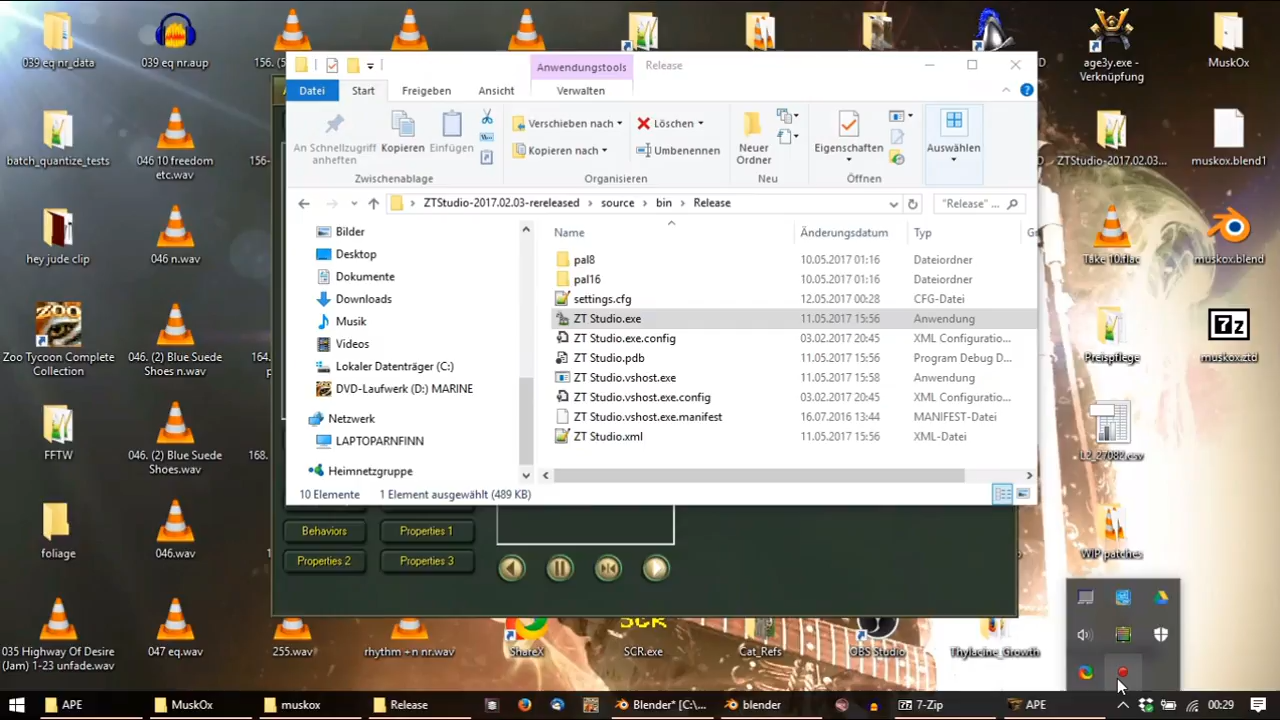 039 eq nr_data
039 eq nr.aup
156. (
age3y.exe -
Verknüpfung
MuskOx
batch_quantize_tests
046 10 freedom
etc.wav
156-
ZTStudio-2017.02.03...
muskox.blend1
hey jude clip
046 n.wav
Take 10.flac
muskox.blend
Zoo Tycoon Complete
Collection
046. (2) Blue Suede
Shoes n.wav
164.
Preispflege
muskox.ztd
FFTW
046. (2) Blue Suede
Shoes.wav
168.
L2_27082.csv
foliage
046.wav
WIP patches
035 Highway Of Desire
(Jam) 1-23 unfade.wav
047 eq.wav
255.wav
rhythm +n nr.wav
ShareX
SCR
SCR.exe
Cat_Refs
OBS Studio
Thylacine_Growth
Anwendungstools
Release
Datei
Start
Freigeben
Ansicht
Verwalten
An Schnellzugriff
anheften
Kopieren
Einfügen
Zwischenablage
Verschieben nach
Kopieren nach
Löschen
Umbenennen
Organisieren
Neuer
Ordner
Neu
Eigenschaften
Öffnen
Auswählen
ZTStudio-2017.02.03-rereleased
source
bin
Release
"Release" ...
Bilder
Desktop
Dokumente
Downloads
Musik
Videos
Lokaler Datenträger (C:)
DVD-Laufwerk (D:) MARINE
Netzwerk
LAPTOPARNFINN
Heimnetzgruppe
Name Änderungsdatum Typ Gr
pal8 10.05.2017 01:16 Dateiordner
pal16 10.05.2017 01:16 Dateiordner
settings.cfg 12.05.2017 00:28 CFG-Datei
ZT Studio.exe 11.05.2017 15:56 Anwendung
ZT Studio.exe.config 03.02.2017 20:45 XML Configuratio...
ZT Studio.pdb 11.05.2017 15:56 Program Debug D...
ZT Studio.vshost.exe 11.05.2017 15:58 Anwendung
ZT Studio.vshost.exe.config 03.02.2017 20:45 XML Configuratio...
ZT Studio.vshost.exe.manifest 16.07.2016 13:44 MANIFEST-Datei
ZT Studio.xml 11.05.2017 15:56 XML-Datei
10 Elemente 1 Element ausgewählt (489 KB)
Behaviors
Properties 1
Properties 2
Properties 3
APE
MuskOx
muskox
Release
Blender* [C:\...
blender
7-Zip
APE
00:29